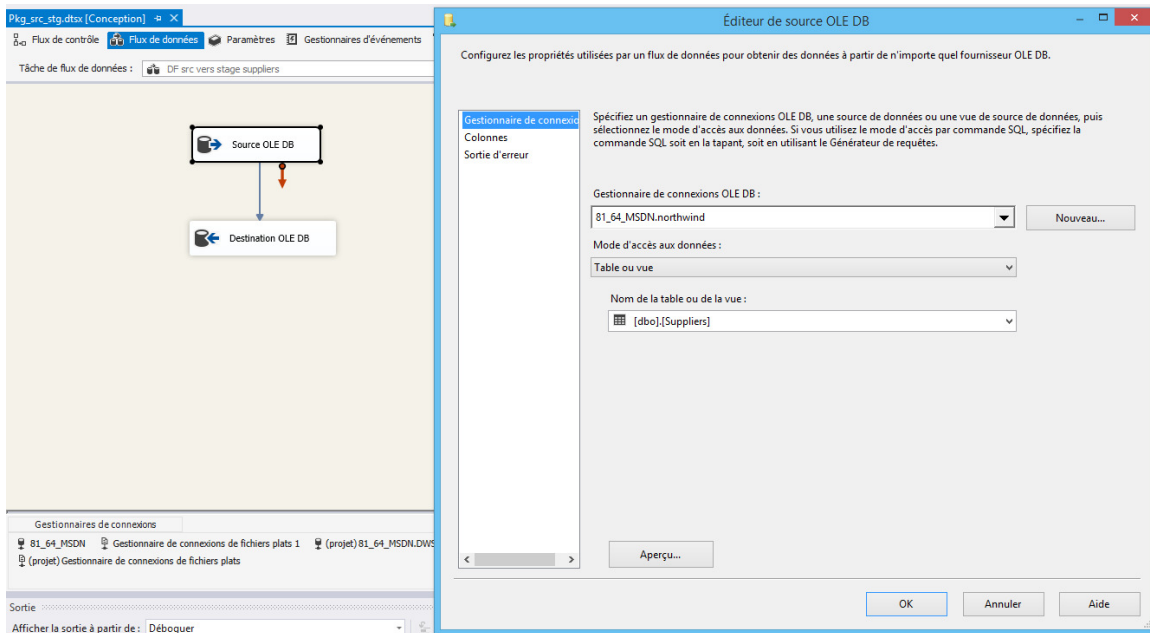 Pkg_src_stg.dtsx [Conception]
Flux de contrôle Flux de données Paramètres Gestionnaires d'événements
Tâche de flux de données : DF src vers stage suppliers
Source OLE DB
Destination OLE DB
Gestionnaires de connexions
81_64_MSDN Gestionnaire de connexions de fichiers plats 1 (projet) 81_64_MSDN.DWS
(projet) Gestionnaire de connexions de fichiers plats
Sortie
Afficher la sortie à partir de : Déboguer
Éditeur de source OLE DB
Configurez les propriétés utilisées par un flux de données pour obtenir des données à partir de n'importe quel fournisseur OLE DB.
Gestionnaire de connexio
Colonnes
Sortie d'erreur
Spécifiez un gestionnaire de connexions OLE DB, une source de données ou une vue de source de données, puis
sélectionnez le mode d'accès aux données. Si vous utilisez le mode d'accès par commande SQL, spécifiez la
commande SQL soit en la tapant, soit en utilisant le Générateur de requêtes.
Gestionnaire de connexions OLE DB :
81_64_MSDN.northwind
Nouveau...
Mode d'accès aux données :
Table ou vue
Nom de la table ou de la vue :
[dbo].[Suppliers]
Aperçu...
OK Annuler Aide